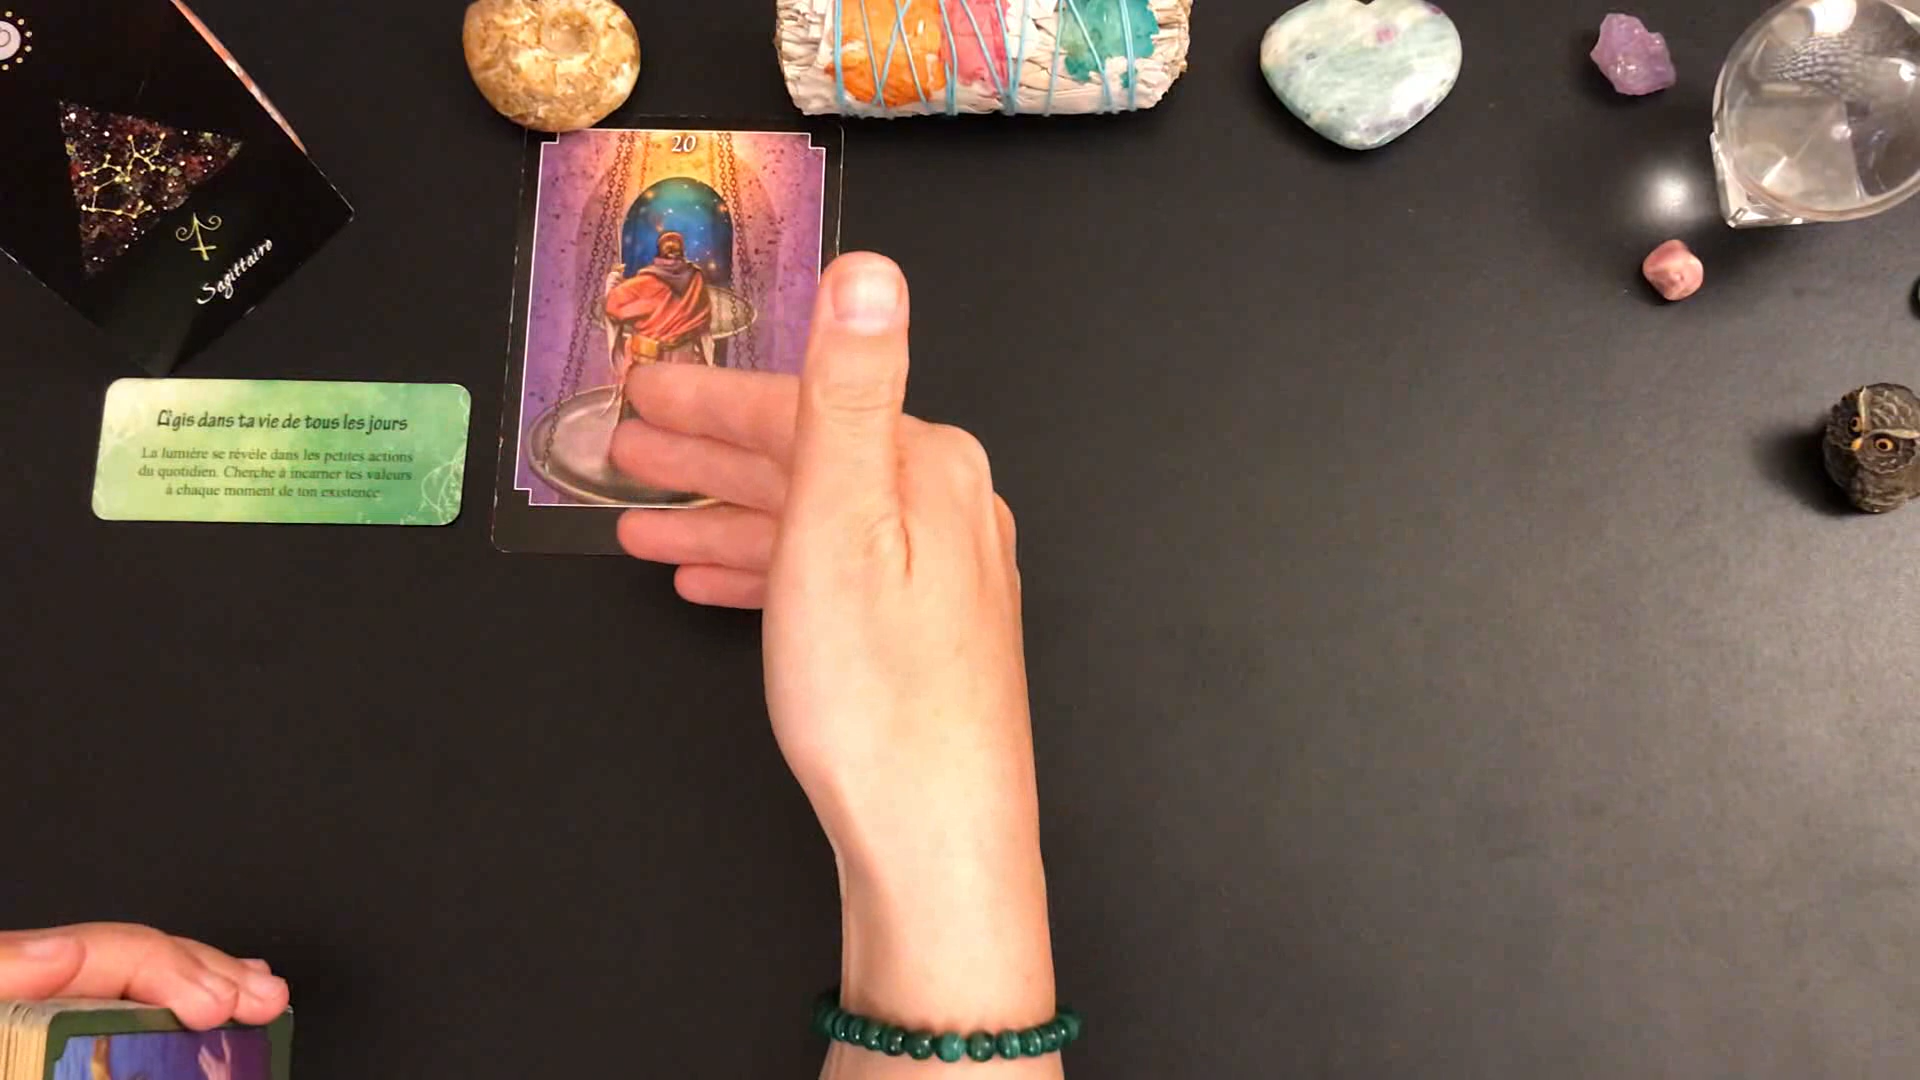 20
Sagittaire
Agis dans ta vie de tous les jours
La lumière se révèle dans les petites actions
du quotidien. Cherche à incarner tes valeurs
à chaque moment de ton existence.